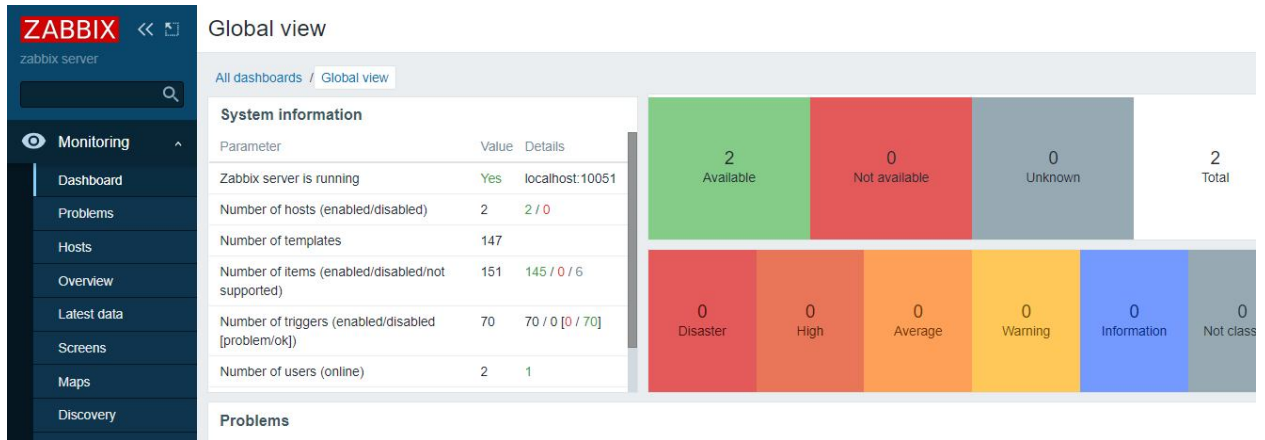 ZABBIX
zabbix server
Monitoring
Dashboard
Problems
Hosts
Overview
Latest data
Screens
Maps
Discovery
Global view
All dashboards / Global view
System information
Parameter Value Details
Zabbix server is running Yes localhost:10051
Number of hosts (enabled/disabled) 2 2 / 0
Number of templates 147
Number of items (enabled/disabled/not 151 145 / 0 / 6
supported)
Number of triggers (enabled/disabled 70 70 / 0 [0 / 70]
[problem/ok])
Number of users (online) 2 1
2 0 0 2
Available Not available Unknown Total
0 0 0 0 0 0
Disaster High Average Warning Information Not class
Problems